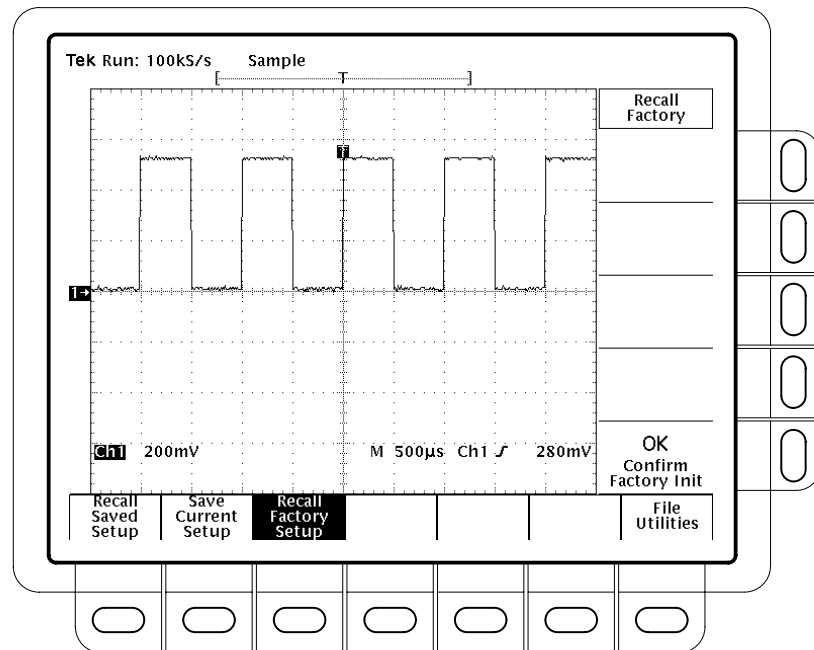 Tek Run: 100kS/s Sample
[ T ]
Recall
Factory
T
1→
Ch1 200mV M 500µs Ch1 280mV
OK
Confirm
Factory Init
Recall
Saved
Setup
Save
Current
Setup
Recall
Factory
Setup
File
Utilities